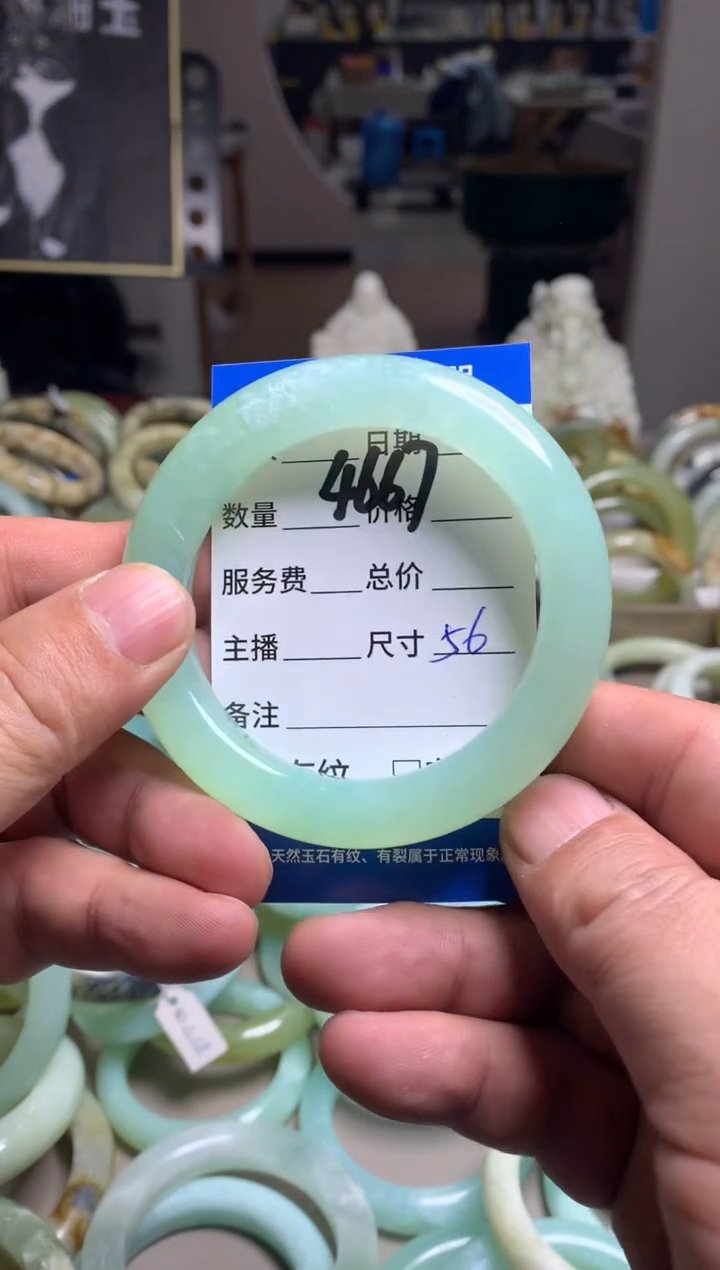 玉
日期
4667
数量 价格
服务费 总价
主播 尺寸 56
备注
天然玉石有纹、有裂属于正常现象